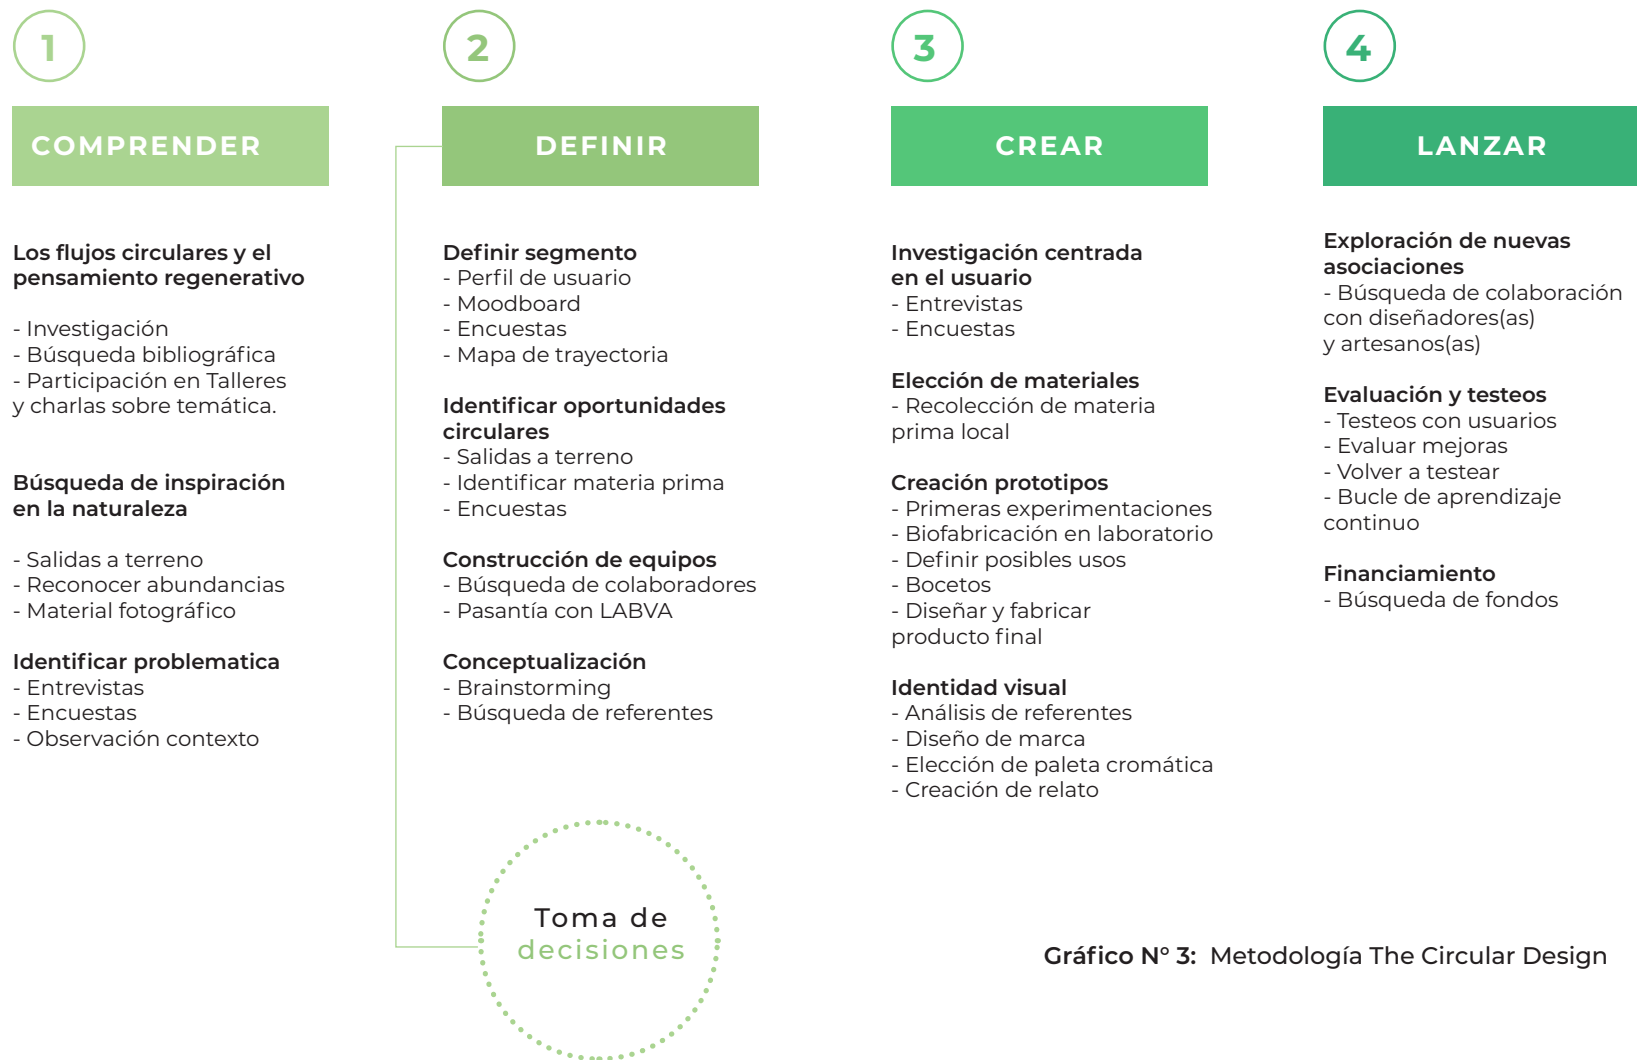 1
COMPRENDER
Los flujos circulares y el
pensamiento regenerativo
- Investigación
- Búsqueda bibliográfica
- Participación en Talleres
y charlas sobre temática.
Búsqueda de inspiración
en la naturaleza
- Salidas a terreno
- Reconocer abundancias
- Material fotográfico
Identificar problematica
- Entrevistas
- Encuestas
- Observación contexto
2
DEFINIR
Definir segmento
- Perfil de usuario
- Moodboard
- Encuestas
- Mapa de trayectoria
Identificar oportunidades
circulares
- Salidas a terreno
- Identificar materia prima
- Encuestas
Construcción de equipos
- Búsqueda de colaboradores
- Pasantía con LABVA
Conceptualización
- Brainstorming
- Búsqueda de referentes
Toma de
decisiones
3
CREAR
Investigación centrada
en el usuario
- Entrevistas
- Encuestas
Elección de materiales
- Recolección de materia
prima local
Creación prototipos
- Primeras experimentaciones
- Biofabricación en laboratorio
- Definir posibles usos
- Bocetos
- Diseñar y fabricar
producto final
Identidad visual
- Análisis de referentes
- Diseño de marca
- Elección de paleta cromática
- Creación de relato
4
LANZAR
Exploración de nuevas
asociaciones
- Búsqueda de colaboración
con diseñadores(as)
y artesanos(as)
Evaluación y testeos
- Testeos con usuarios
- Evaluar mejoras
- Volver a testear
- Bucle de aprendizaje
continuo
Financiamiento
- Búsqueda de fondos
Gráfico N° 3: Metodología The Circular Design